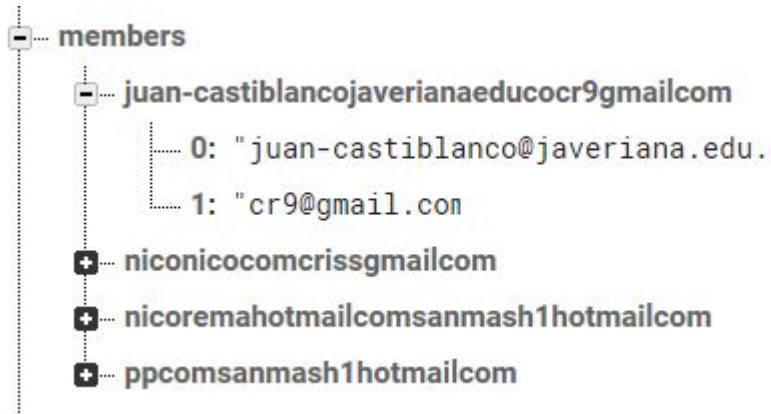 members
juan-castiblancojaverianaeducocr9gmailcom
0: "juan-castiblanco@javeriana.edu.
1: "cr9@gmail.com
niconicocomcrissgmailcom
nicoremahotmailcomsanmash1hotmailcom
ppcomsanmash1hotmailcom